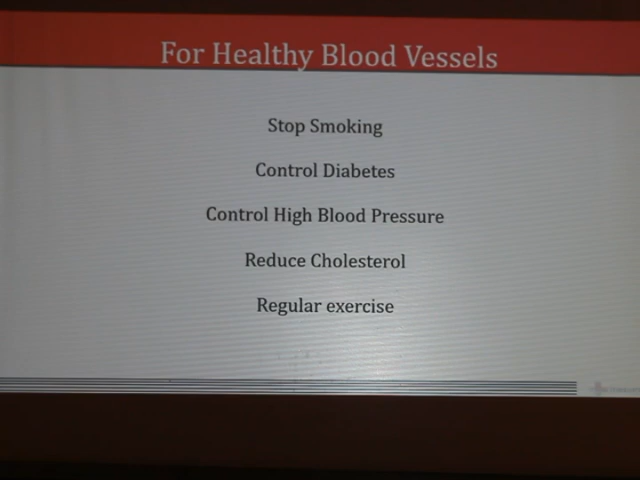 For Healthy Blood Vessels
Stop Smoking
Control Diabetes
Control High Blood Pressure
Reduce Cholesterol
Regular exercise